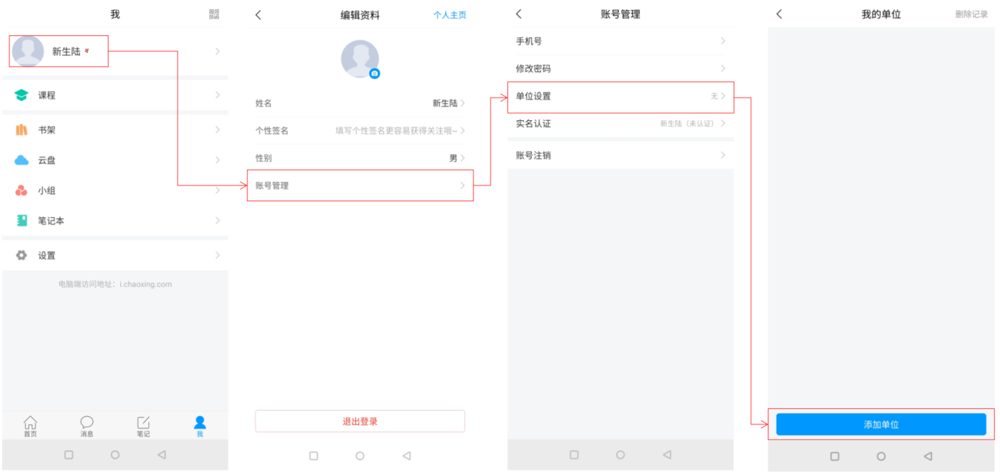 我
新生陆
课程
书架
云盘
小组
笔记本
设置
电脑端访问地址：i.chaoxing.com
首页
消息
笔记
我
编辑资料
个人主页
姓名
新生陆
个性签名
填写个性签名更容易获得关注哦~
性别
男
账号管理
退出登录
账号管理
手机号
修改密码
单位设置
无
实名认证
新生陆（未认证）
账号注销
我的单位
删除记录
添加单位